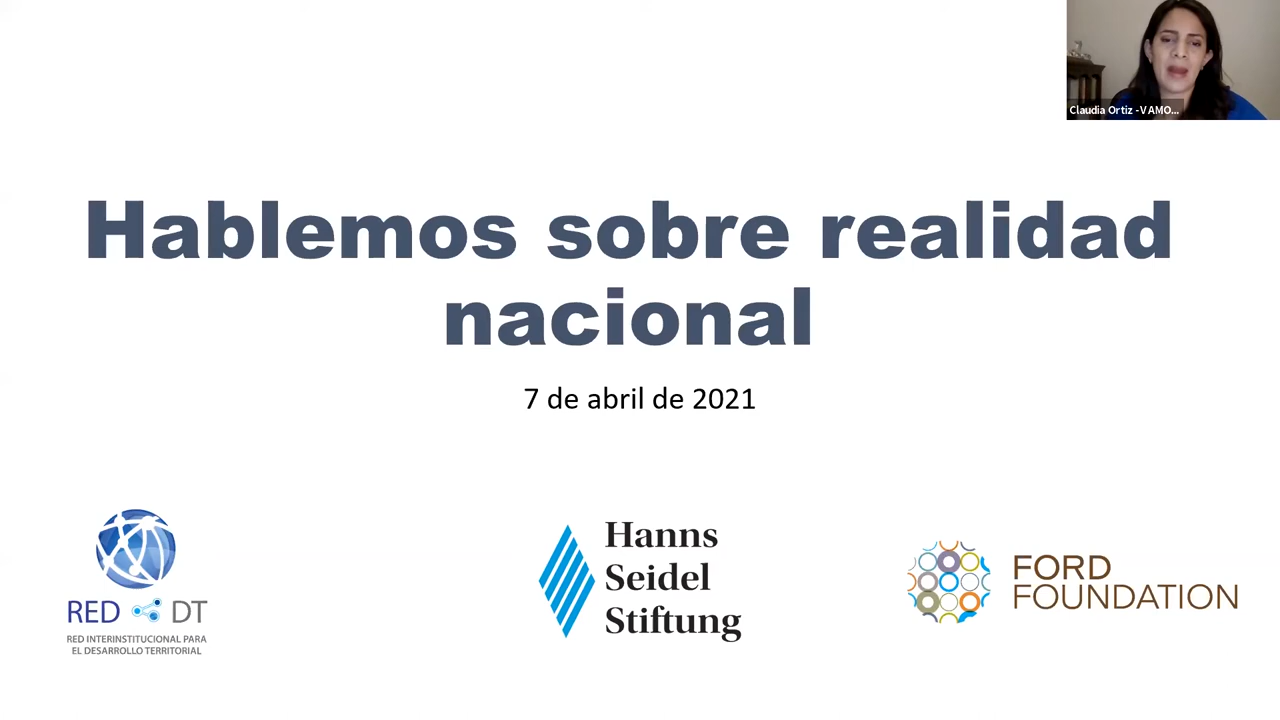 Claudia Ortiz -VAMO...
Hablemos sobre realidad
nacional
7 de abril de 2021
RED DT
RED INTERINSTITUCIONAL PARA
EL DESARROLLO TERRITORIAL
Hanns
Seidel
Stiftung
FORD
FOUNDATION